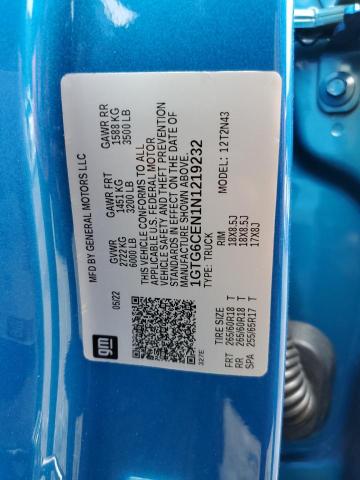 MFD BY GENERAL MOTORS LLC
05/22
GVWR
2722 KG
6000 LB
GAWR FRT
1451 KG
3200 LB
GAWR RR
1588 KG
3500 LB
THIS VEHICLE CONFORMS TO ALL
APPLICABLE U.S. FEDERAL MOTOR
VEHICLE SAFETY AND THEFT PREVENTION
STANDARDS IN EFFECT ON THE DATE OF
MANUFACTURE SHOWN ABOVE.
1GTG6CEN1N1219232
TYPE: TRUCK
MODEL: 12T2N43
gm
327E
TIRE SIZE RIM
FRT 265/60R18 T 18X8.5J
RR 265/60R18 T 18X8.5J
SPA 255/65R17 T 17X8J